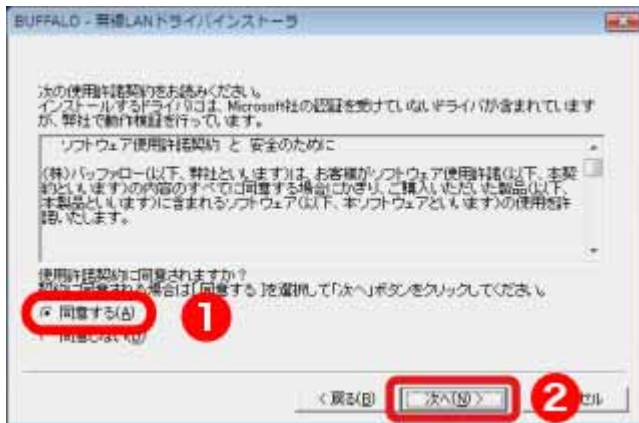 BUFFALO - 無線LANドライバインストーラ
次の使用許諾契約をお読みください。
インストールするドライバには、Microsoft社の認証を受けていないドライバが含まれています
が、弊社で動作検証を行っています。
ソフトウェア使用許諾契約 と 安全のために
(株)バッファロー(以下、弊社といいます)は、お客様がソフトウェア使用許諾(以下、本契
約といいます)の内容のすべてに同意する場合にかぎり、ご購入いただいた製品(以下、
本製品といいます)に含まれるソフトウェア(以下、本ソフトウェアといいます)の使用を許
諾いたします。
使用許諾契約に同意されますか?
契約に同意される場合は[同意する]を選択して「次へ」ボタンをクリックしてください。
同意する(A)
1
同意しない(D)
< 戻る(B)
次へ(N) >
2
セル